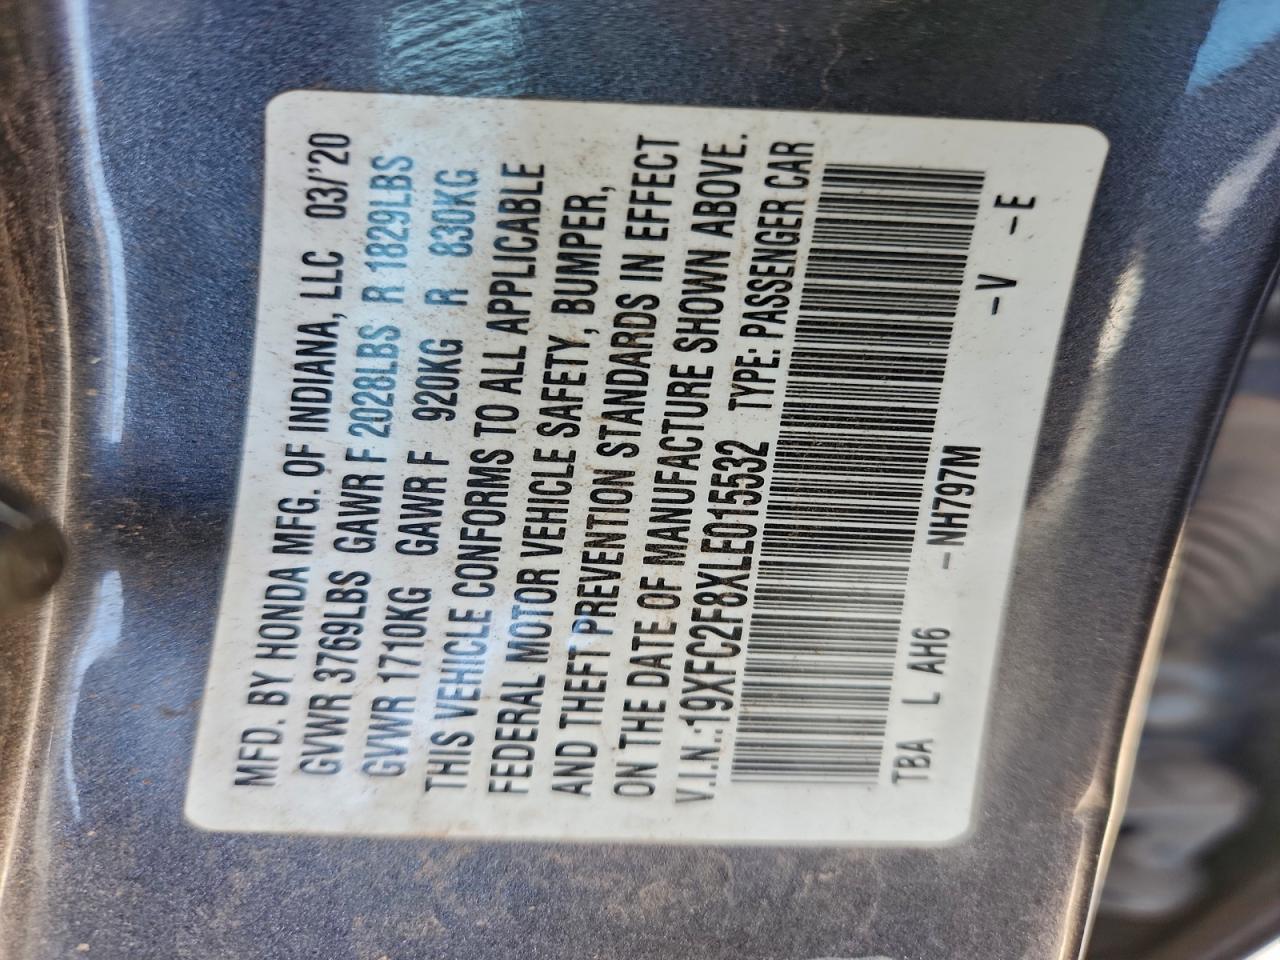 MFD. BY HONDA MFG. OF INDIANA, LLC 03/'20
GVWR 3769LBS GAWR F 2028LBS R 1829LBS
GVWR 1710KG GAWR F 920KG R 830KG
THIS VEHICLE CONFORMS TO ALL APPLICABLE
FEDERAL MOTOR VEHICLE SAFETY, BUMPER,
AND THEFT PREVENTION STANDARDS IN EFFECT
ON THE DATE OF MANUFACTURE SHOWN ABOVE.
V.I.N.:19XFC2F8XLE015532 TYPE: PASSENGER CAR
TBA L AH6 -NH797M -V -E